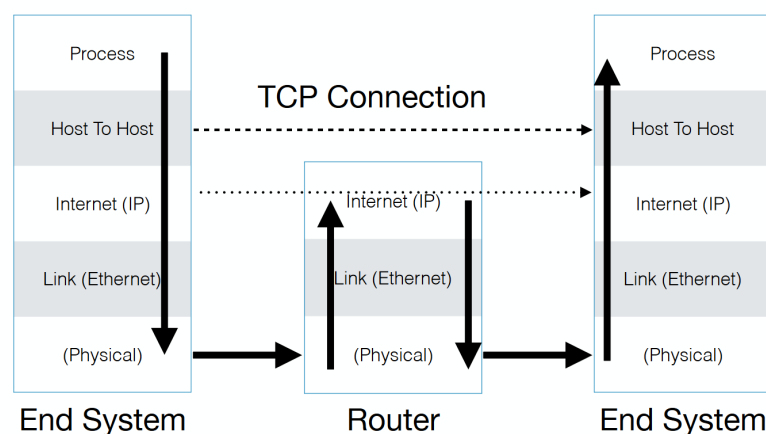 Process
Host To Host
Internet (IP)
Link (Ethernet)
(Physical)
End System
TCP Connection
Internet (IP)
Link (Ethernet)
(Physical)
Router
Process
Host To Host
Internet (IP)
Link (Ethernet)
(Physical)
End System